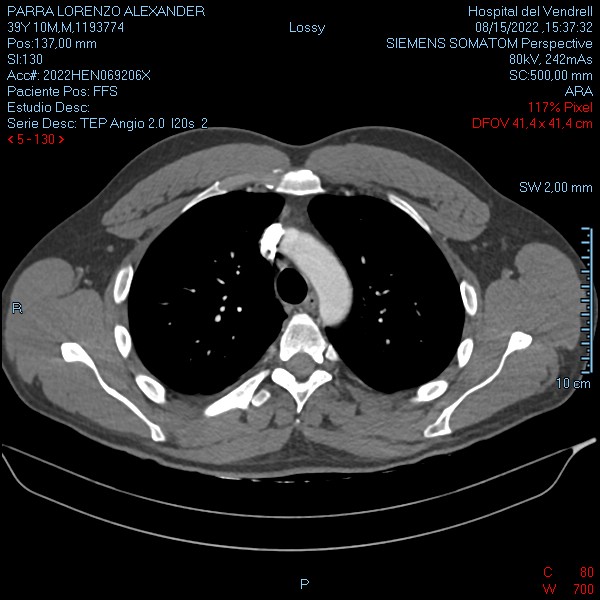 PARRA LORENZO ALEXANDER
39Y 10M,M,1193774
Pos:137,00 mm
SI:130
Acc#: 2022HEN069206X
Paciente Pos: FFS
Estudio Desc:
Serie Desc: TEP Angio 2.0 I20s 2
< 5 - 130 >
Lossy
Hospital del Vendrell
08/15/2022 ,15:37:32
SIEMENS SOMATOM Perspective
80kV, 242mAs
SC:500,00 mm
ARA
117% Pixel
DFOV 41,4 x 41,4 cm
SW 2,00 mm
R
10 cm
P
C 80
W 700